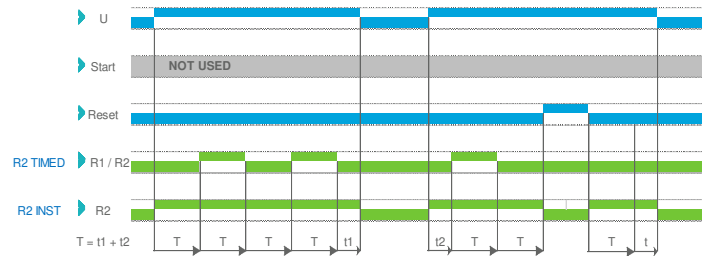 U
Start
NOT USED
Reset
R2 TIMED
R1 / R2
R2 INST
R2
T = t1 + t2
T
T
T
T
t1
t2
T
T
T
t